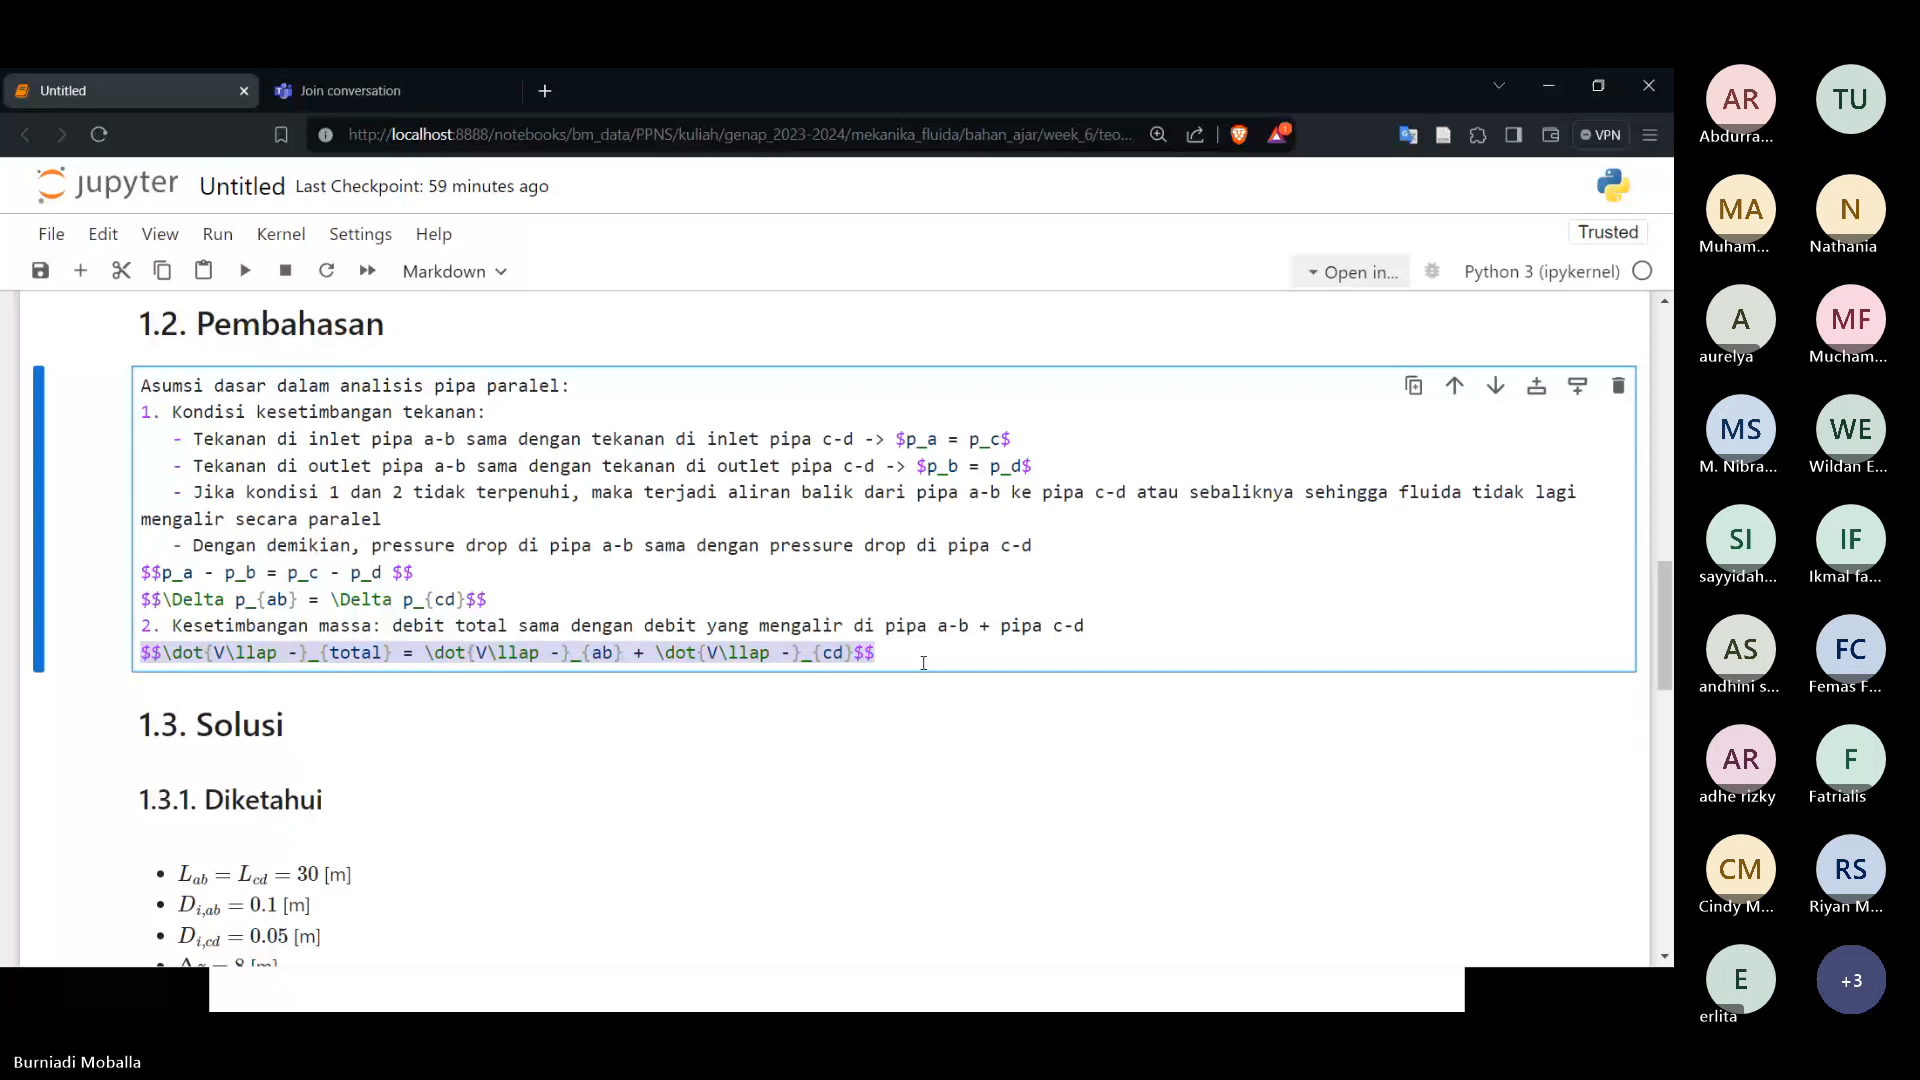 Untitled
Join conversation
http://localhost:8888/notebooks/bm_data/PPNS/kuliah/genap_2023-2024/mekanika_fluida/bahan_ajar/week_6/teo...
1
VPN
jupyter Untitled Last Checkpoint: 59 minutes ago
File Edit View Run Kernel Settings Help
Trusted
Markdown
Open in...
Python 3 (ipykernel)
1.2. Pembahasan
Asumsi dasar dalam analisis pipa paralel:
1. Kondisi kesetimbangan tekanan:
- Tekanan di inlet pipa a-b sama dengan tekanan di inlet pipa c-d -> $p_a = p_c$
- Tekanan di outlet pipa a-b sama dengan tekanan di outlet pipa c-d -> $p_b = p_d$
- Jika kondisi 1 dan 2 tidak terpenuhi, maka terjadi aliran balik dari pipa a-b ke pipa c-d atau sebaliknya sehingga fluida tidak lagi
mengalir secara paralel
- Dengan demikian, pressure drop di pipa a-b sama dengan pressure drop di pipa c-d
$$p_a - p_b = p_c - p_d $$
$$\Delta p_{ab} = \Delta p_{cd}$$
2. Kesetimbangan massa: debit total sama dengan debit yang mengalir di pipa a-b + pipa c-d
$$\dot{V\llap -}_{total} = \dot{V\llap -}_{ab} + \dot{V\llap -}_{cd}$$
1.3. Solusi
1.3.1. Diketahui
• L_ab = L_cd = 30 [m]
• D_i,ab = 0.1 [m]
• D_i,cd = 0.05 [m]
AR
Abdurra...
TU
MA
Muham...
N
Nathania
A
aurelya
MF
Mucham...
MS
M. Nibra...
WE
Wildan E...
SI
sayyidah...
IF
Ikmal fa...
AS
andhini s...
FC
Femas F...
AR
adhe rizky
F
Fatrialis
CM
Cindy M...
RS
Riyan M...
E
erlita
+3
Burniadi Moballa